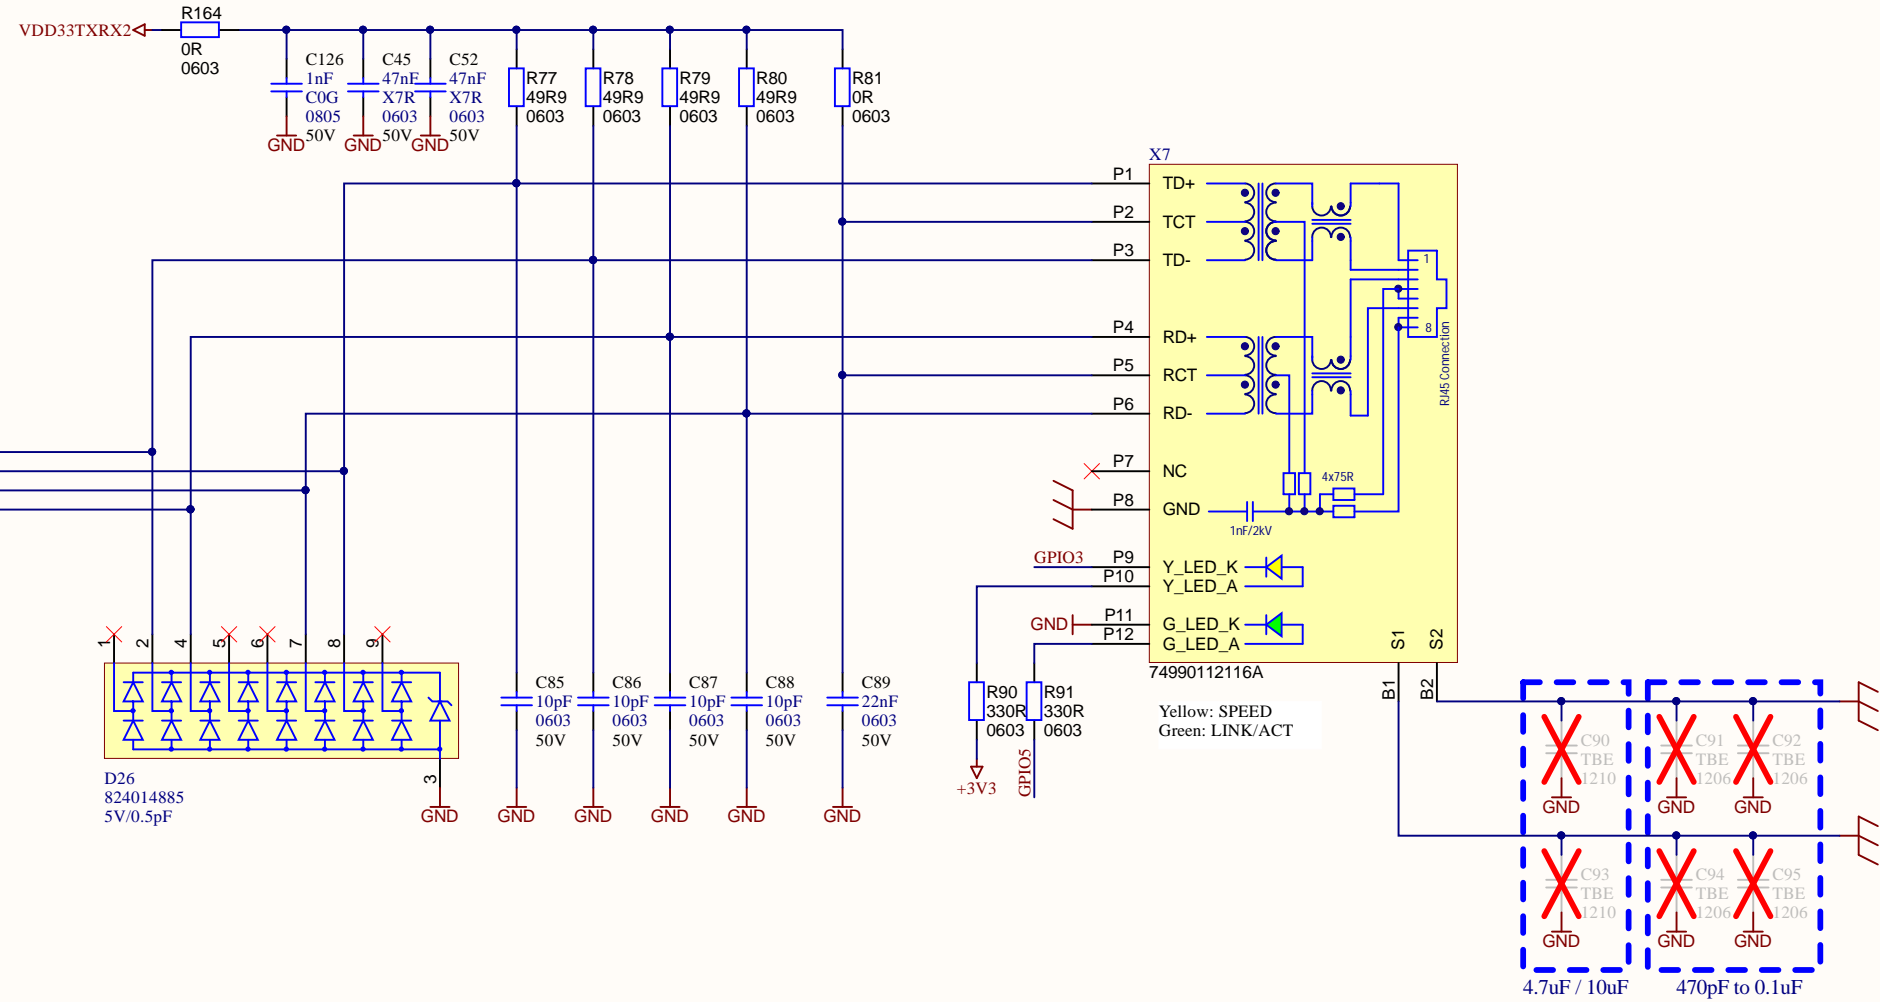 R164
VDD33TXRX2
0R
0603
C126
1nF
C0G
0805
50V
GND
C45
47nF
X7R
0603
50V
GND
C52
47nF
X7R
0603
50V
GND
R77
49R9
0603
R78
49R9
0603
R79
49R9
0603
R80
49R9
0603
R81
0R
0603
X7
P1 TD+
P2 TCT
P3 TD-
P4 RD+
P5 RCT
P6 RD-
P7 NC
P8 GND
GPIO3 P9 Y_LED_K
P10 Y_LED_A
GND P11 G_LED_K
P12 G_LED_A
1
8
RJ45 Connection
4x75R
1nF/2kV
S1
S2
B1
B2
74990112116A
Yellow: SPEED
Green: LINK/ACT
1 2 4 5 6 7 8 9
3
D26
824014885
5V/0.5pF
GND
C85
10pF
0603
50V
GND
C86
10pF
0603
50V
GND
C87
10pF
0603
50V
GND
C88
10pF
0603
50V
GND
C89
22nF
0603
50V
GND
R90
330R
0603
+3V3
R91
330R
0603
GPIO5
C90
TBE
1210
GND
C91
TBE
1206
GND
C92
TBE
1206
GND
C93
TBE
1210
GND
C94
TBE
1206
GND
C95
TBE
1206
GND
4.7uF / 10uF
470pF to 0.1uF